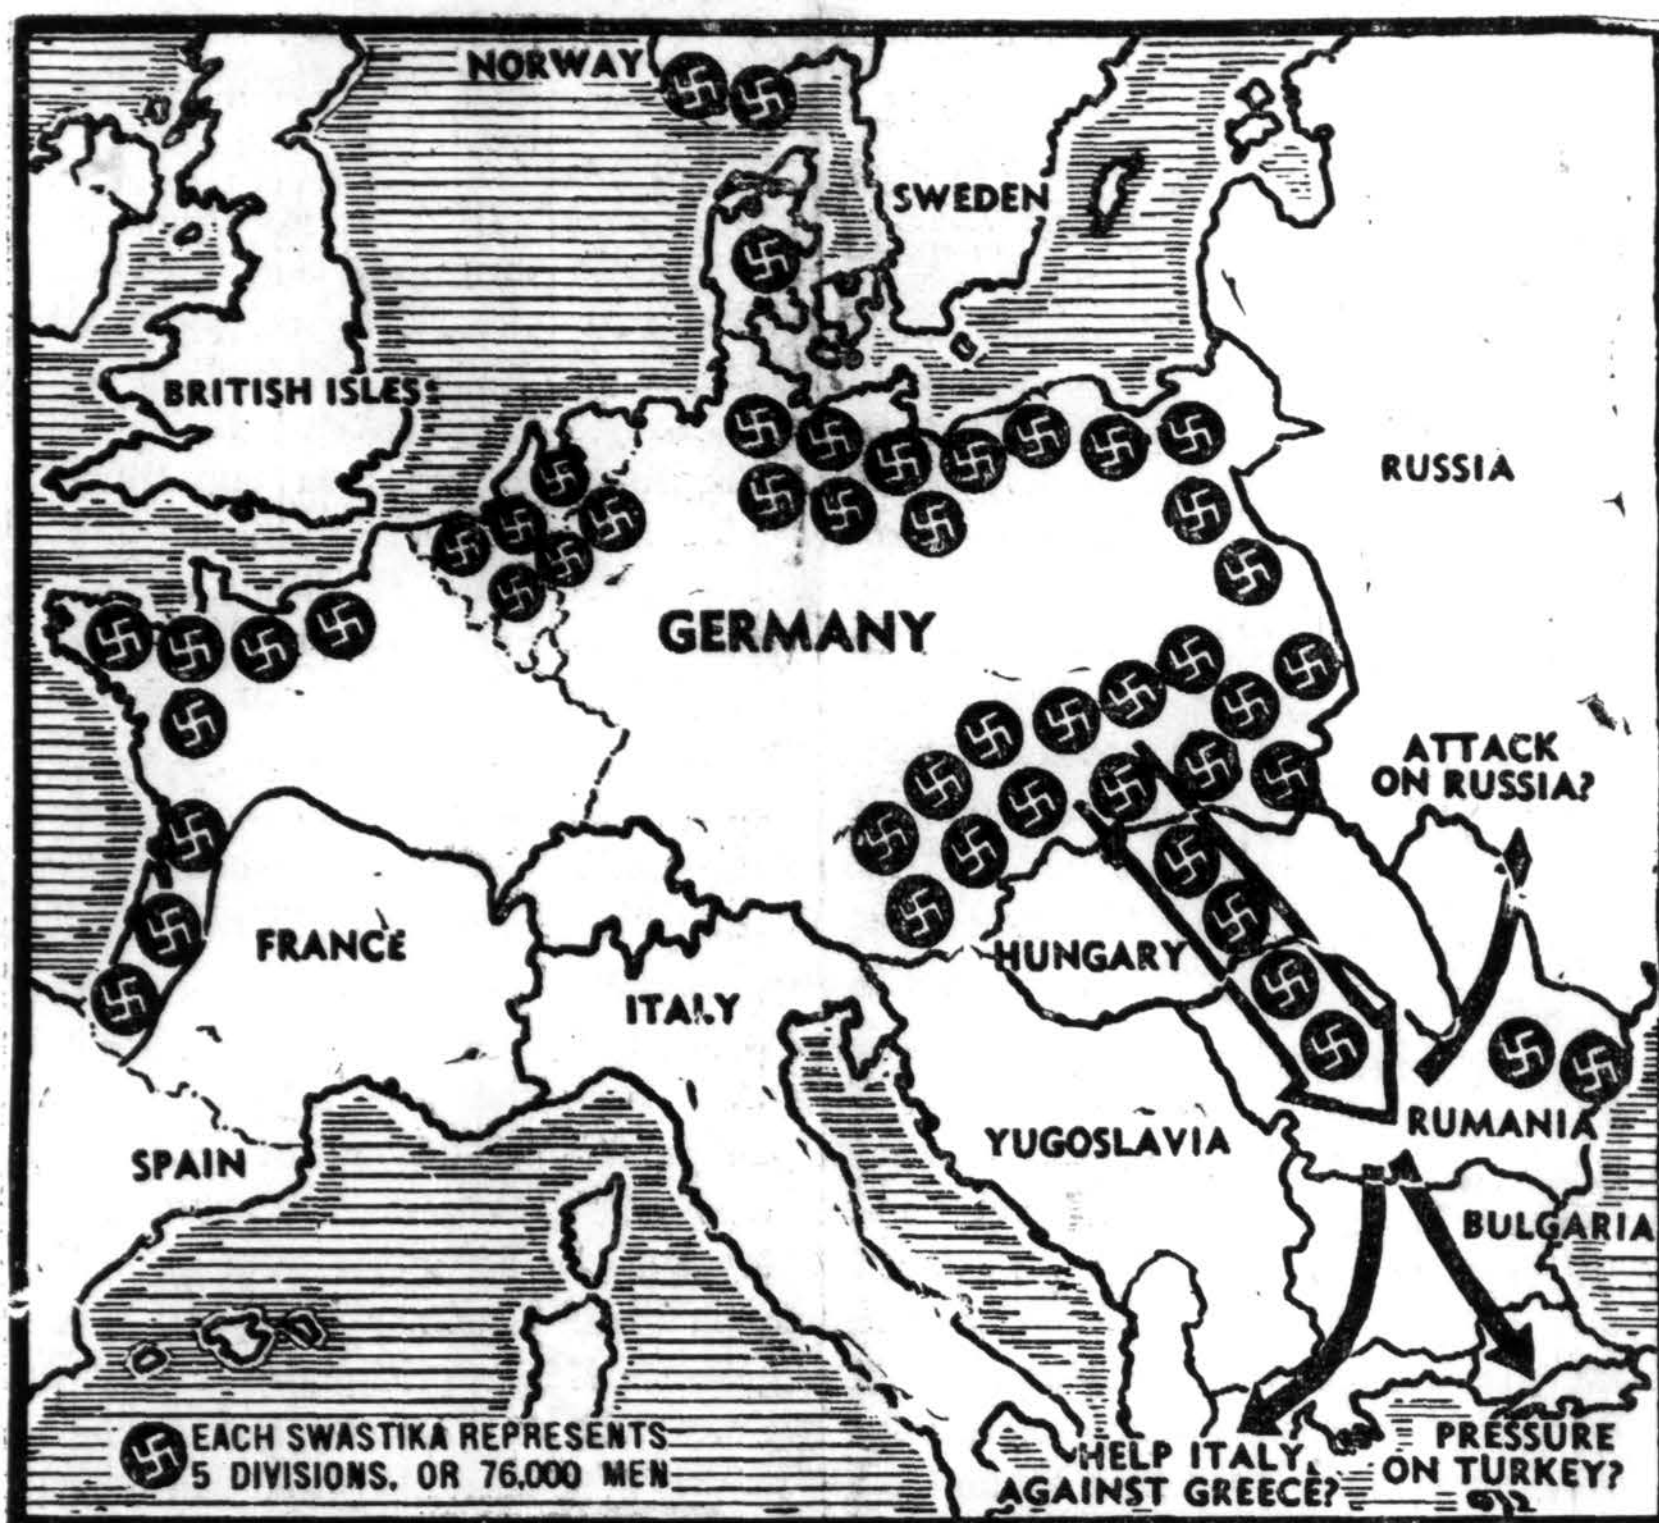 NORWAY
SWEDEN
BRITISH ISLES
RUSSIA
GERMANY
ATTACK
ON RUSSIA?
FRANCE
HUNGARY
ITALY
RUMANIA
YUGOSLAVIA
SPAIN
BULGARIA
EACH SWASTIKA REPRESENTS
5 DIVISIONS, OR 76,000 MEN
HELP ITALY
AGAINST GREECE?
PRESSURE
ON TURKEY?